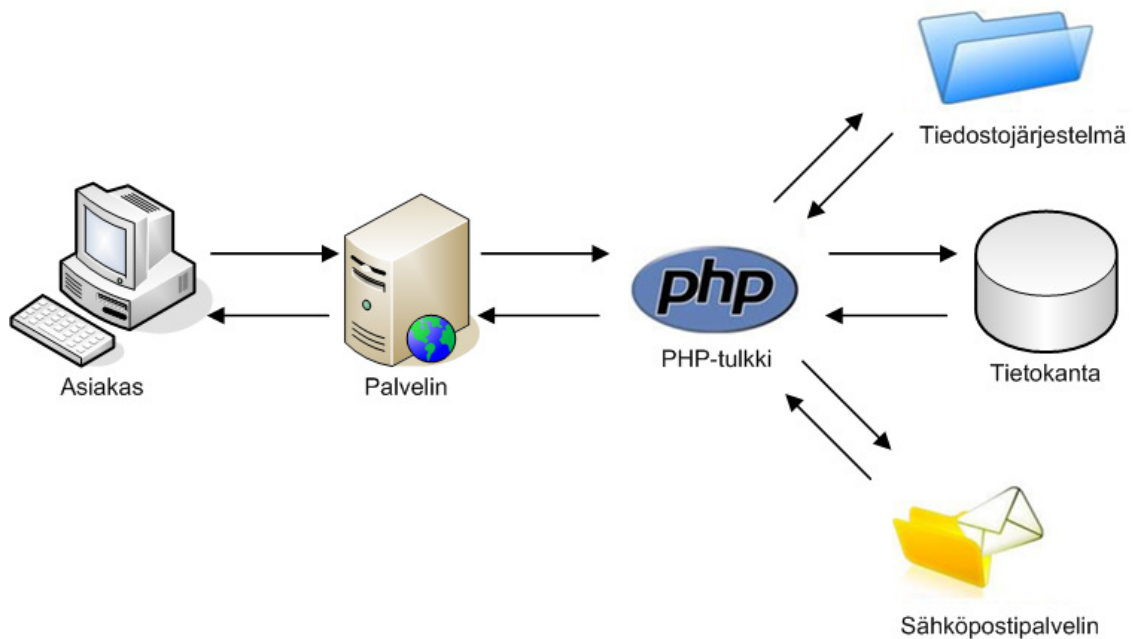 Tiedostojärjestelmä
php
PHP-tulkki
Tietokanta
Asiakas
Palvelin
Sähköpostipalvelin